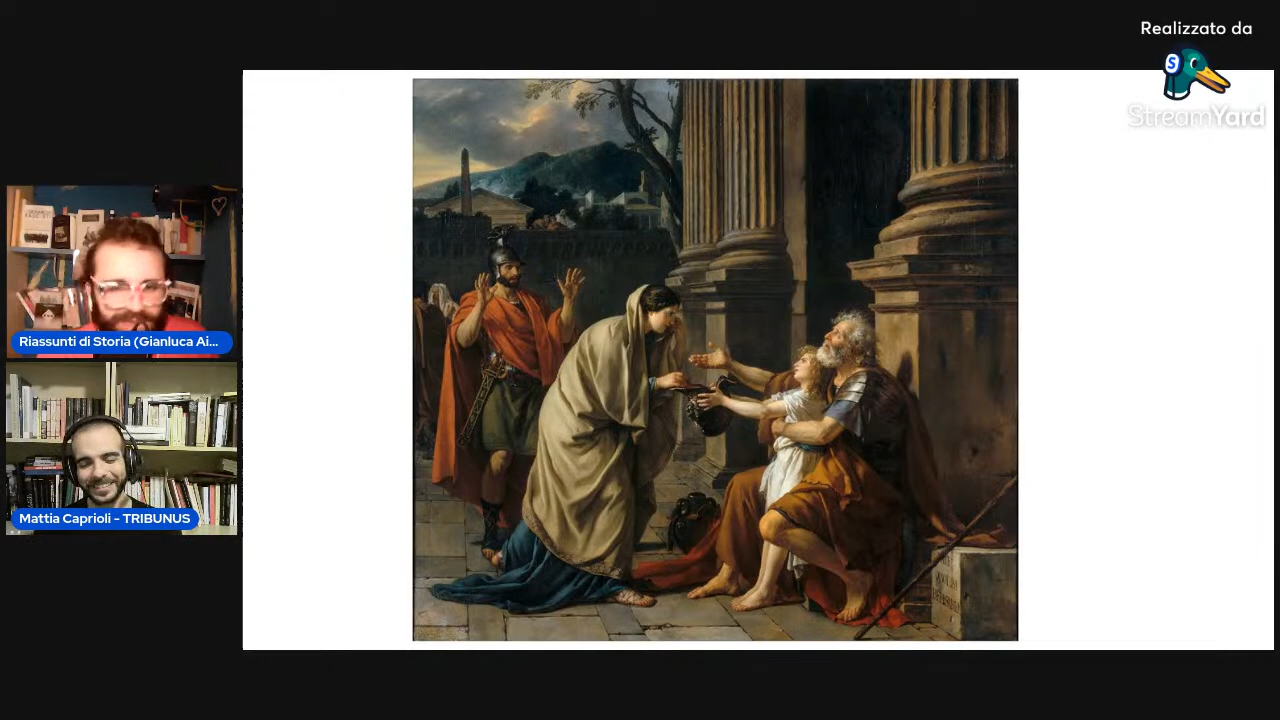 Realizzato da
S
StreamYard
Riassunti di Storia (Gianluca Ai...
Mattia Caprioli - TRIBUNUS